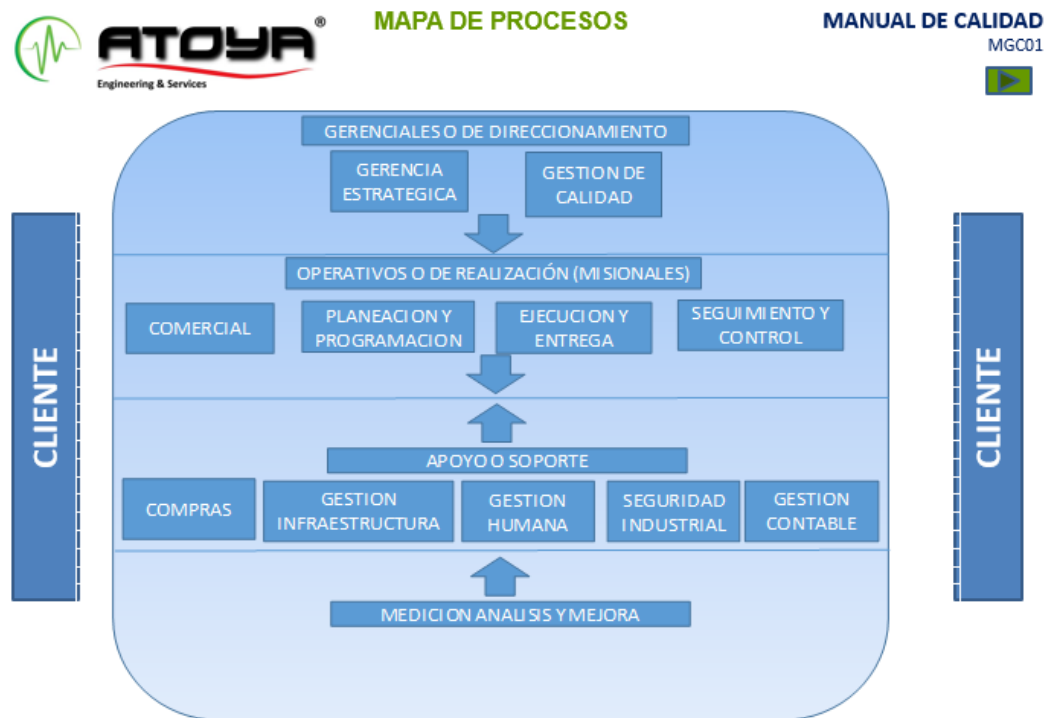 ATOYA®
Engineering & Services
MAPA DE PROCESOS
MANUAL DE CALIDAD
MGC01
GERENCIALES O DE DIRECCIONAMIENTO
GERENCIA
ESTRATEGICA
GESTION DE
CALIDAD
OPERATIVOS O DE REALIZACIÓN (MISIONALES)
COMERCIAL
PLANEACION Y
PROGRAMACION
EJECUCION Y
ENTREGA
SEGUIMIENTO Y
CONTROL
CLIENTE
CLIENTE
APOYO O SOPORTE
COMPRAS
GESTION
INFRAESTRUCTURA
GESTION
HUMANA
SEGURIDAD
INDUSTRIAL
GESTION
CONTABLE
MEDICION ANALISIS Y MEJORA